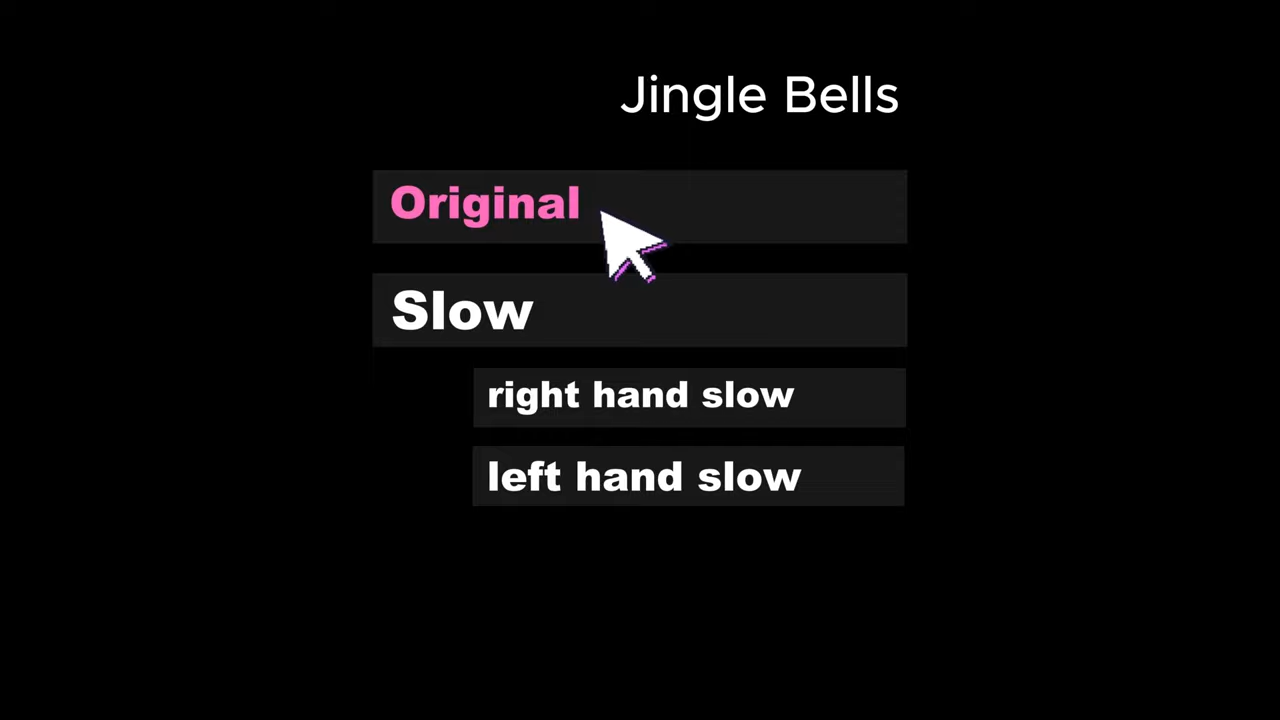 Jingle Bells
Original
Slow
right hand slow
left hand slow